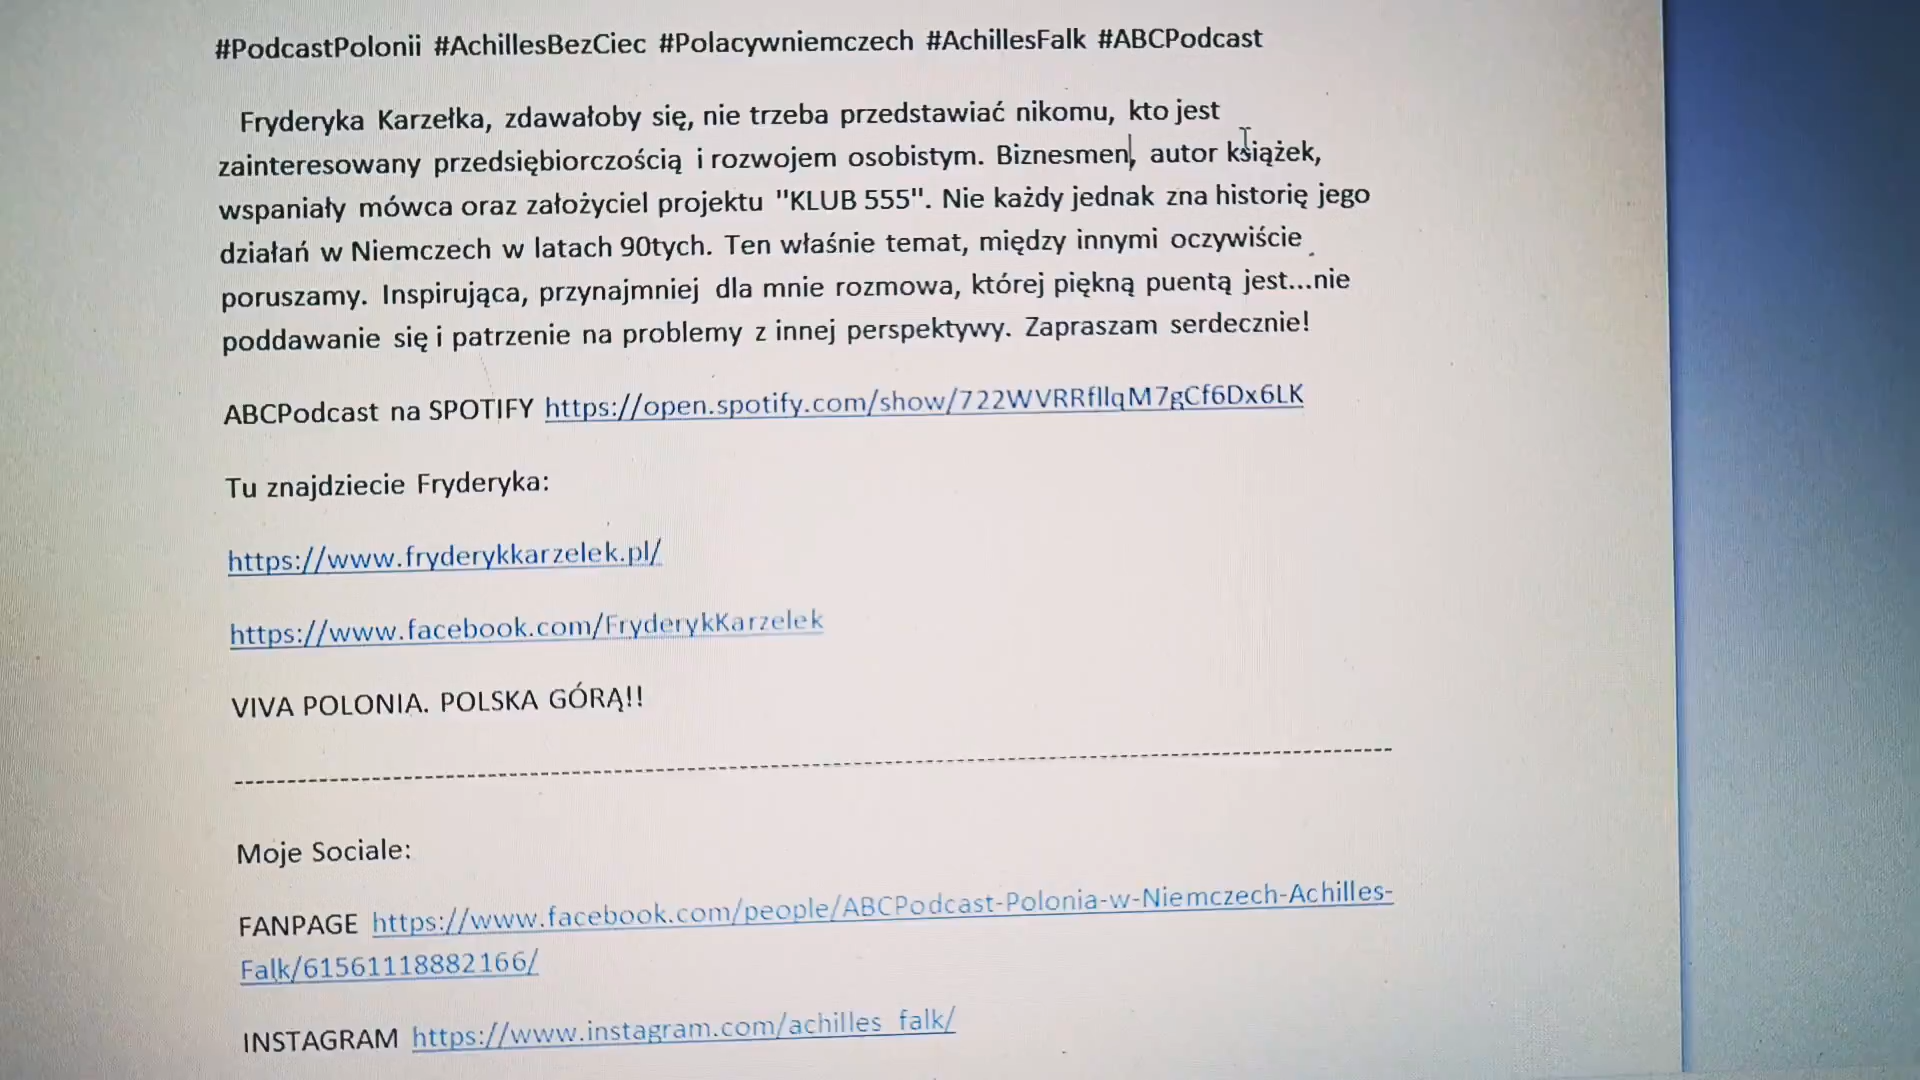 #PodcastPolonii #AchillesBezCiec #Polacywniemczech #AchillesFalk #ABCPodcast
Fryderyka Karzełka, zdawałoby się, nie trzeba przedstawiać nikomu, kto jest
zainteresowany przedsiębiorczością i rozwojem osobistym. Biznesmen, autor książek,
wspaniały mówca oraz założyciel projektu "KLUB 555". Nie każdy jednak zna historię jego
działań w Niemczech w latach 90tych. Ten właśnie temat, między innymi oczywiście
poruszamy. Inspirująca, przynajmniej dla mnie rozmowa, której piękną puentą jest...nie
poddawanie się i patrzenie na problemy z innej perspektywy. Zapraszam serdecznie!
ABCPodcast na SPOTIFY https://open.spotify.com/show/722WVRRfllqM7gCf6Dx6LK
Tu znajdziecie Fryderyka:
https://www.fryderykkarzelek.pl/
https://www.facebook.com/FryderykKarzelek
VIVA POLONIA. POLSKA GÓRĄ!!
Moje Sociale:
FANPAGE https://www.facebook.com/people/ABCPodcast-Polonia-w-Niemczech-Achilles-
Falk/61561118882166/
INSTAGRAM https://www.instagram.com/achilles_falk/